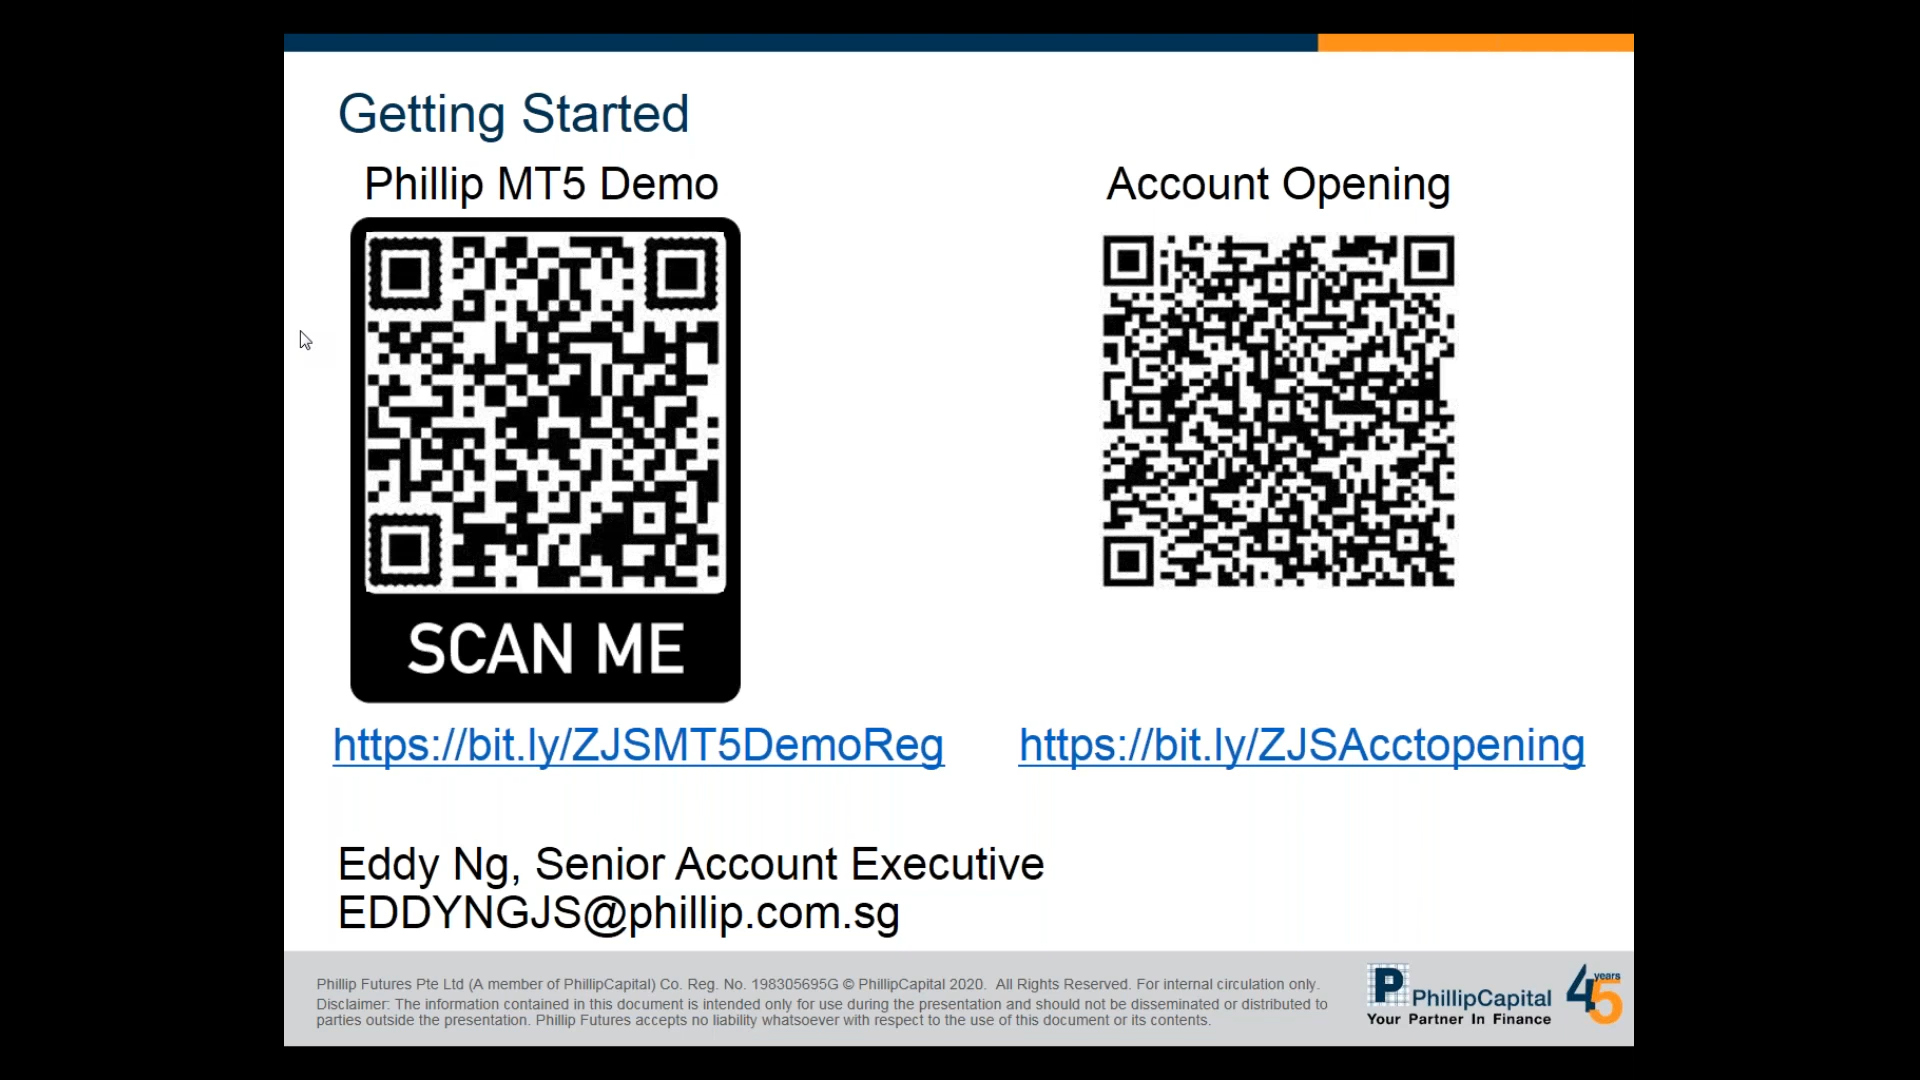 Getting Started
Phillip MT5 Demo
Account Opening
SCAN ME
https://bit.ly/ZJSMT5DemoReg
https://bit.ly/ZJSAcctopening
Eddy Ng, Senior Account Executive
EDDYNGJS@phillip.com.sg
Phillip Futures Pte Ltd (A member of PhillipCapital) Co. Reg. No. 198305695G © PhillipCapital 2020. All Rights Reserved. For internal circulation only.
Disclaimer: The information contained in this document is intended only for use during the presentation and should not be disseminated or distributed to
parties outside the presentation. Phillip Futures accepts no liability whatsoever with respect to the use of this document or its contents.
P PhillipCapital
Your Partner In Finance
45 years